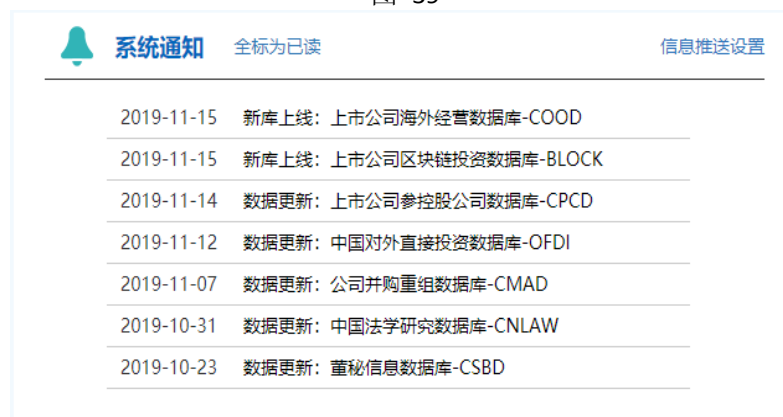 系统通知 全标为已读 信息推送设置
2019-11-15 新库上线：上市公司海外经营数据库-COOD
2019-11-15 新库上线：上市公司区块链投资数据库-BLOCK
2019-11-14 数据更新：上市公司参控股公司数据库-CPCD
2019-11-12 数据更新：中国对外直接投资数据库-OFDI
2019-11-07 数据更新：公司并购重组数据库-CMAD
2019-10-31 数据更新：中国法学研究数据库-CNLAW
2019-10-23 数据更新：董秘信息数据库-CSBD